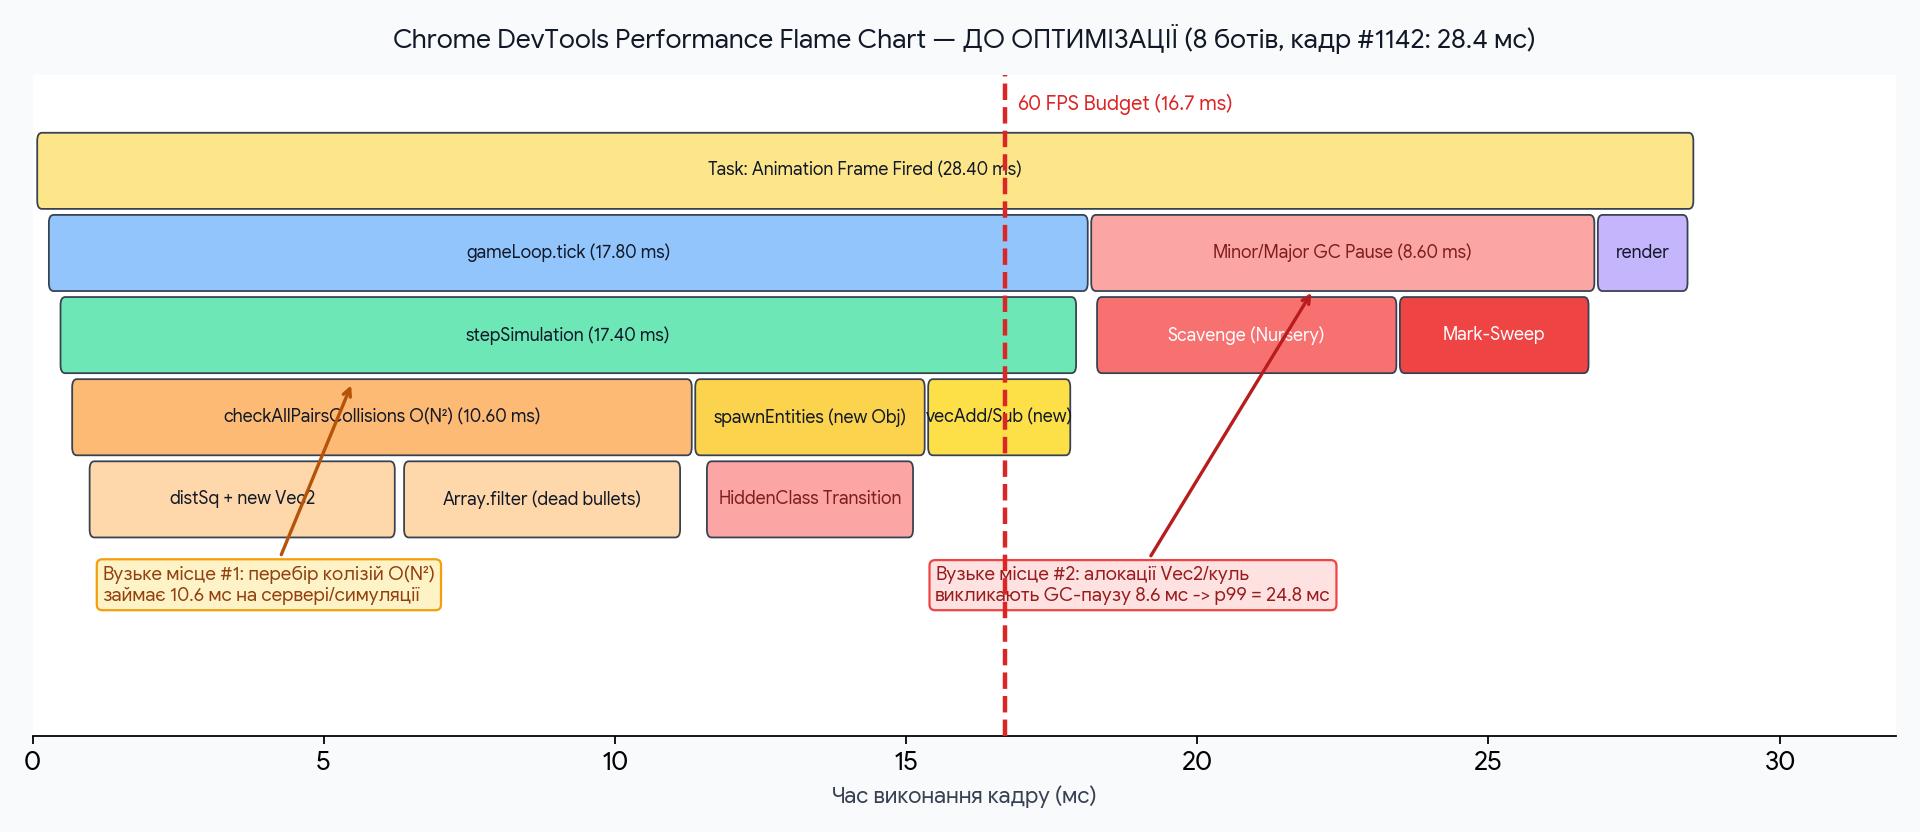 Chrome DevTools Performance Flame Chart — ДО ОПТИМІЗАЦІЇ (8 ботів, кадр #1142: 28.4 мс)
60 FPS Budget (16.7 ms)
Task: Animation Frame Fired (28.40 ms)
gameLoop.tick (17.80 ms)
Minor/Major GC Pause (8.60 ms)
render
stepSimulation (17.40 ms)
Scavenge (Nursery)
Mark-Sweep
checkAllPairsCollisions O(N²) (10.60 ms)
spawnEntities (new Obj)
vecAdd/Sub (new)
distSq + new Vec2
Array.filter (dead bullets)
HiddenClass Transition
Вузьке місце #1: перебір колізій O(N²)
займає 10.6 мс на сервері/симуляції
Вузьке місце #2: алокації Vec2/куль
викликають GC-паузу 8.6 мс -> p99 = 24.8 мс
0 5 10 15 20 25 30
Час виконання кадру (мс)